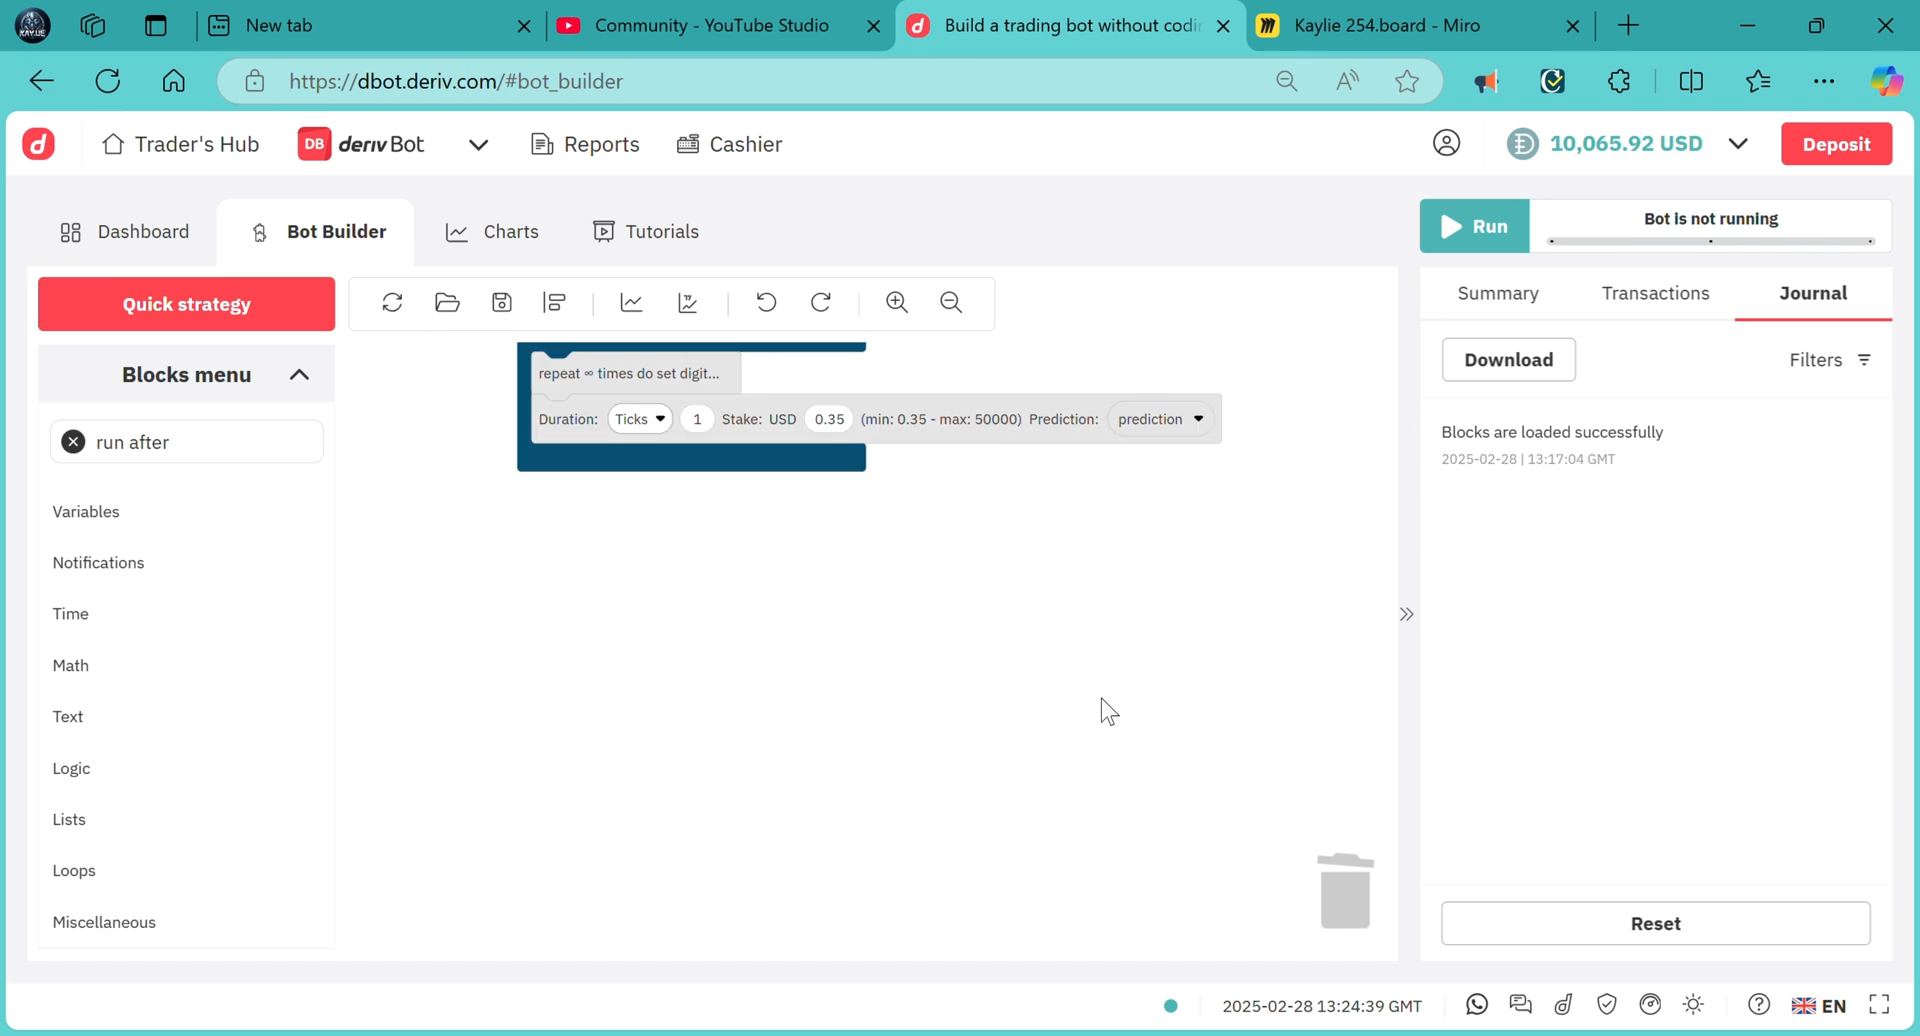 New tab
Community - YouTube Studio
Build a trading bot without codin
Kaylie 254.board - Miro
https://dbot.deriv.com/#bot_builder
Trader's Hub
DB deriv Bot
Reports
Cashier
10,065.92 USD
Deposit
Dashboard
Bot Builder
Charts
Tutorials
Run
Bot is not running
Quick strategy
Summary
Transactions
Journal
Blocks menu
repeat ∞ times do set digit...
Download
Filters
Duration: Ticks 1 Stake: USD 0.35 (min: 0.35 - max: 50000) Prediction: prediction
run after
Blocks are loaded successfully
2025-02-28 | 13:17:04 GMT
Variables
Notifications
Time
Math
Text
Logic
Lists
Loops
Miscellaneous
Reset
2025-02-28 13:24:39 GMT
EN